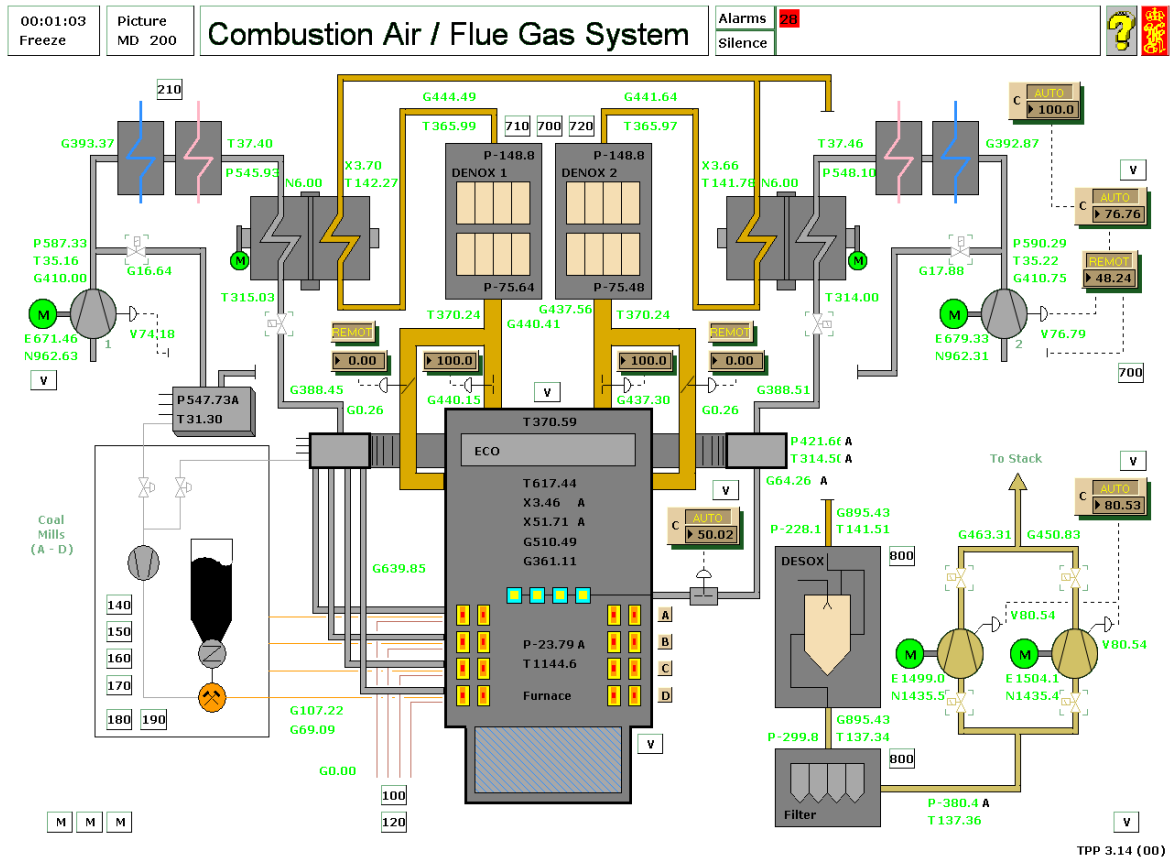 00:01:03
Freeze
Picture
MD 200
Combustion Air / Flue Gas System
Alarms
28
Silence
?
210
G444.49
T365.99
710
700
720
G441.64
T365.97
C
AUTO
100.0
G393.37
T37.40
P545.93
N6.00
X3.70
T142.27
P-148.8
DENOX 1
P-148.8
DENOX 2
X3.66
T141.78
N6.00
T37.46
P548.10
G392.87
V
C
AUTO
76.76
P587.33
T35.16
G410.00
G16.64
M
M
G17.88
P590.29
T35.22
G410.75
REMOT
48.24
T315.03
P-75.64
P-75.48
T314.00
M
1
V74.18
E671.46
N962.63
V
REMOT
0.00
T370.24
G440.41
G437.56
T370.24
REMOT
0.00
100.0
100.0
M
2
V76.79
E679.33
N962.31
700
P547.73A
T31.30
G388.45
G0.26
G440.15
V
G437.30
G0.26
G388.51
T370.59
ECO
P421.66 A
T314.50 A
G64.26 A
To Stack
V
C
AUTO
80.53
T617.44
X3.46 A
X51.71 A
G510.49
G361.11
V
C
AUTO
50.02
P-228.1
G895.43
T141.51
G463.31
G450.83
Coal
Mills
(A - D)
G639.85
DESOX
800
140
150
160
170
180
190
A
B
C
D
P-23.79 A
T1144.6
Furnace
V80.54
V80.54
M
M
E1499.0
N1435.5
E1504.1
N1435.4
G107.22
G69.09
G0.00
V
P-299.8
G895.43
T137.34
800
100
120
Filter
P-380.4 A
T137.36
M
M
M
V
TPP 3.14 (00)